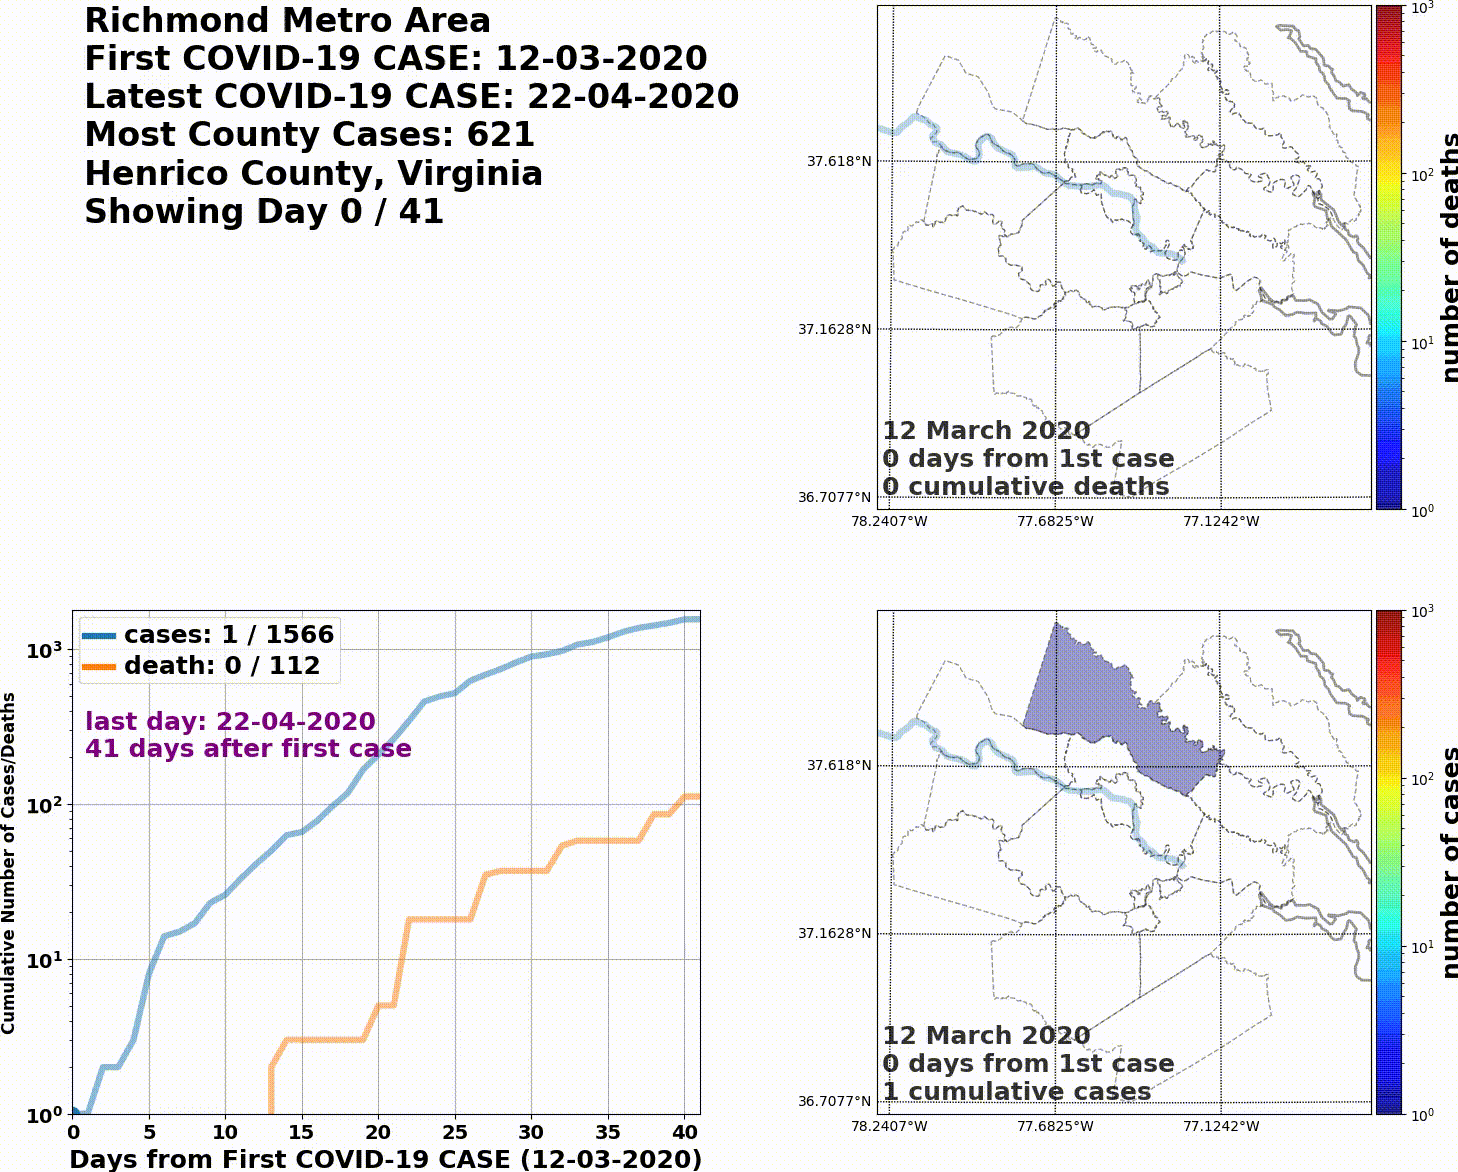 Richmond Metro Area
First COVID-19 CASE: 12-03-2020
Latest COVID-19 CASE: 22-04-2020
Most County Cases: 621
Henrico County, Virginia
Showing Day 0 / 41
37.618°N
37.1628°N
36.7077°N
78.2407°W 77.6825°W 77.1242°W
12 March 2020
0 days from 1st case
0 cumulative deaths
10³
10²
10¹
10⁰
number of deaths
cases: 1 / 1566
death: 0 / 112
last day: 22-04-2020
41 days after first case
Cumulative Number of Cases/Deaths
10³
10²
10¹
10⁰
0 5 10 15 20 25 30 35 40
Days from First COVID-19 CASE (12-03-2020)
37.618°N
37.1628°N
36.7077°N
78.2407°W 77.6825°W 77.1242°W
12 March 2020
0 days from 1st case
1 cumulative cases
10³
10²
10¹
10⁰
number of cases